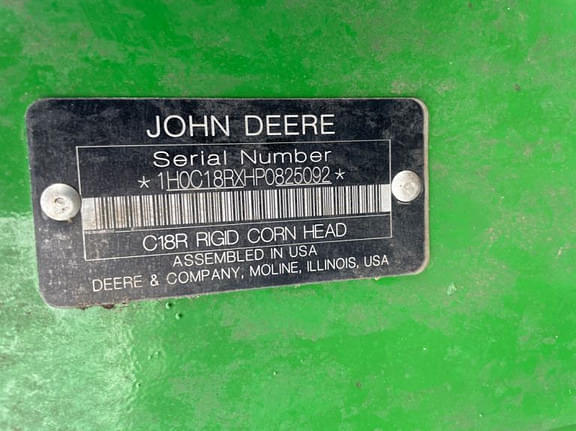 JOHN DEERE
Serial Number
*1H0C18RXHP0825092*
C18R RIGID CORN HEAD
ASSEMBLED IN USA
DEERE & COMPANY, MOLINE, ILLINOIS, USA